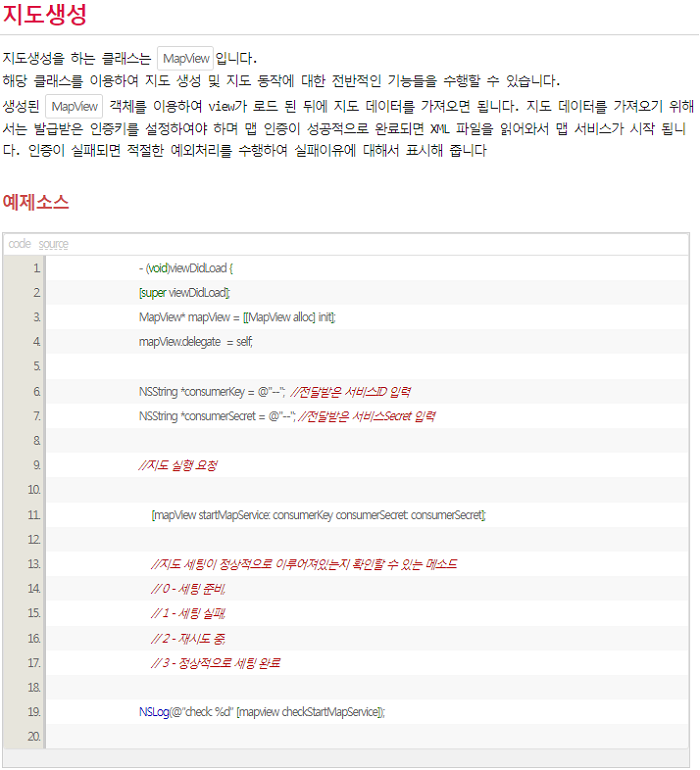 지도생성
지도생성을 하는 클래스는 MapView 입니다.
해당 클래스를 이용하여 지도 생성 및 지도 동작에 대한 전반적인 기능들을 수행할 수 있습니다.
생성된 MapView 객체를 이용하여 view가 로드 된 뒤에 지도 데이터를 가져오면 됩니다. 지도 데이터를 가져오기 위해
서는 발급받은 인증키를 설정하여야 하며 맵 인증이 성공적으로 완료되면 XML 파일을 읽어와서 맵 서비스가 시작 됩니
다. 인증이 실패되면 적절한 예외처리를 수행하여 실패이유에 대해서 표시해 줍니다
예제소스
code source
1. - (void)viewDidLoad {
2. [super viewDidLoad];
3. MapView* mapView = [[MapView alloc] init];
4. mapView.delegate = self;
5.
6. NSString *consumerKey = @"--"; //전달받은 서비스ID 입력
7. NSString *consumerSecret = @"--"; //전달받은 서비스Secret 입력
8.
9. //지도 실행 요청
10.
11. [mapView startMapService: consumerKey consumerSecret: consumerSecret];
12.
13. //지도 세팅이 정상적으로 이루어져있는지 확인할 수 있는 메소드
14. // 0 - 세팅 준비,
15. // 1 - 세팅 실패,
16. // 2 - 재시도 중,
17. // 3 - 정상적으로 세팅 완료
18.
19. NSLog(@"check: %d" [mapview checkStartMapService]);
20.